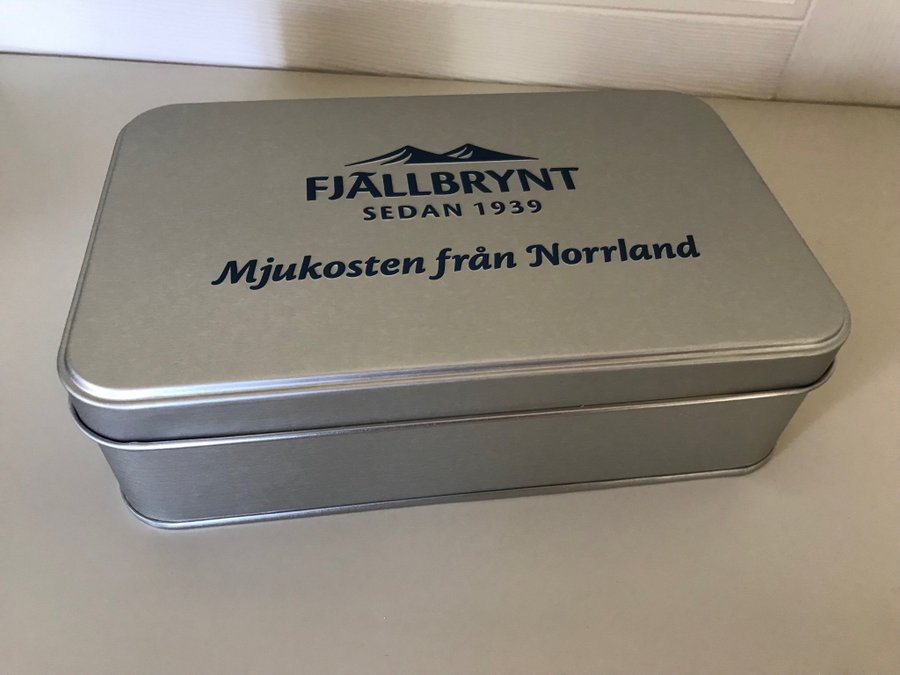 FJÄLLBRYNT
SEDAN 1939
Mjukosten från Norrland